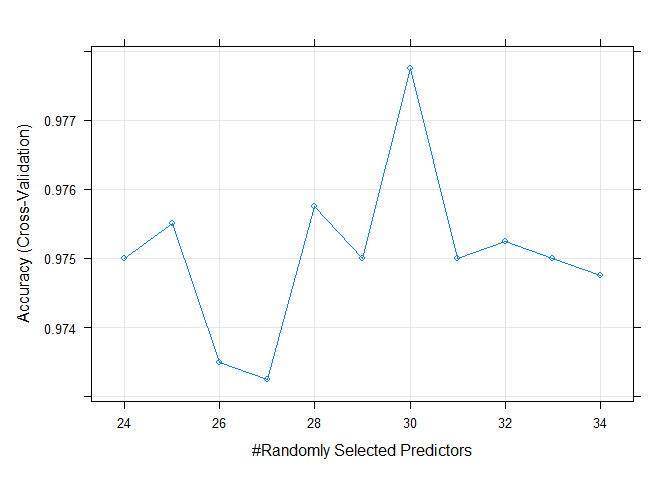 0.977
0.976
0.975
0.974
Accuracy (Cross-Validation)
24 26 28 30 32 34
#Randomly Selected Predictors